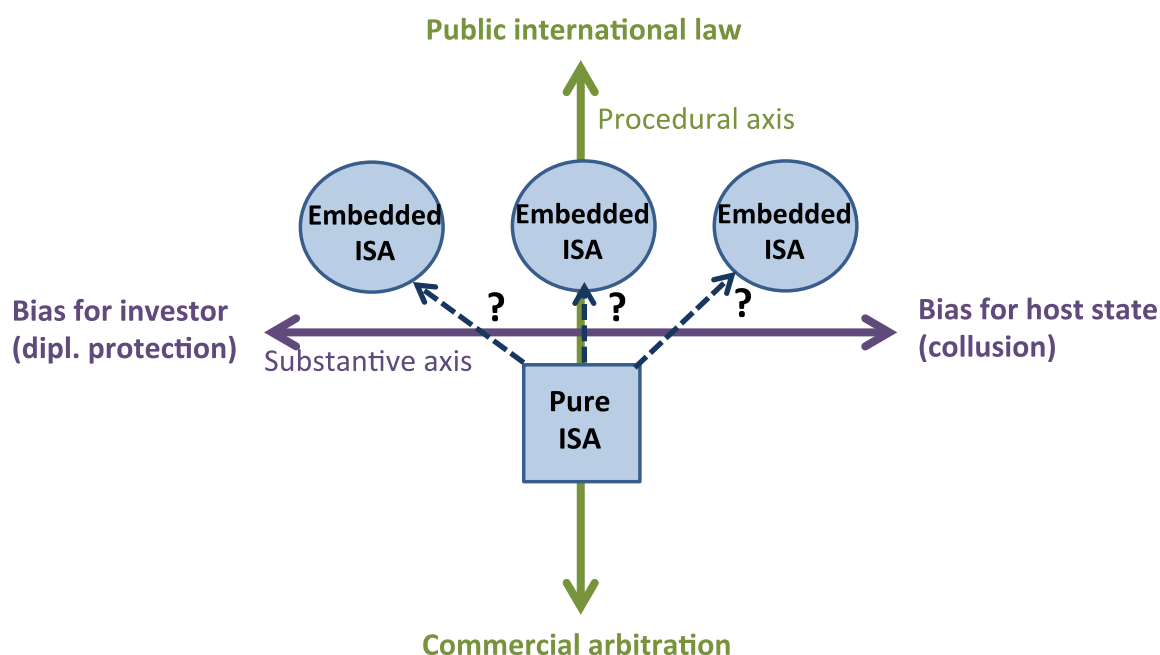 Public international law
Procedural axis
Embedded
ISA
Embedded
ISA
Embedded
ISA
?
?
?
Bias for investor
(dipl. protection)
Bias for host state
(collusion)
Substantive axis
Pure
ISA
Commercial arbitration